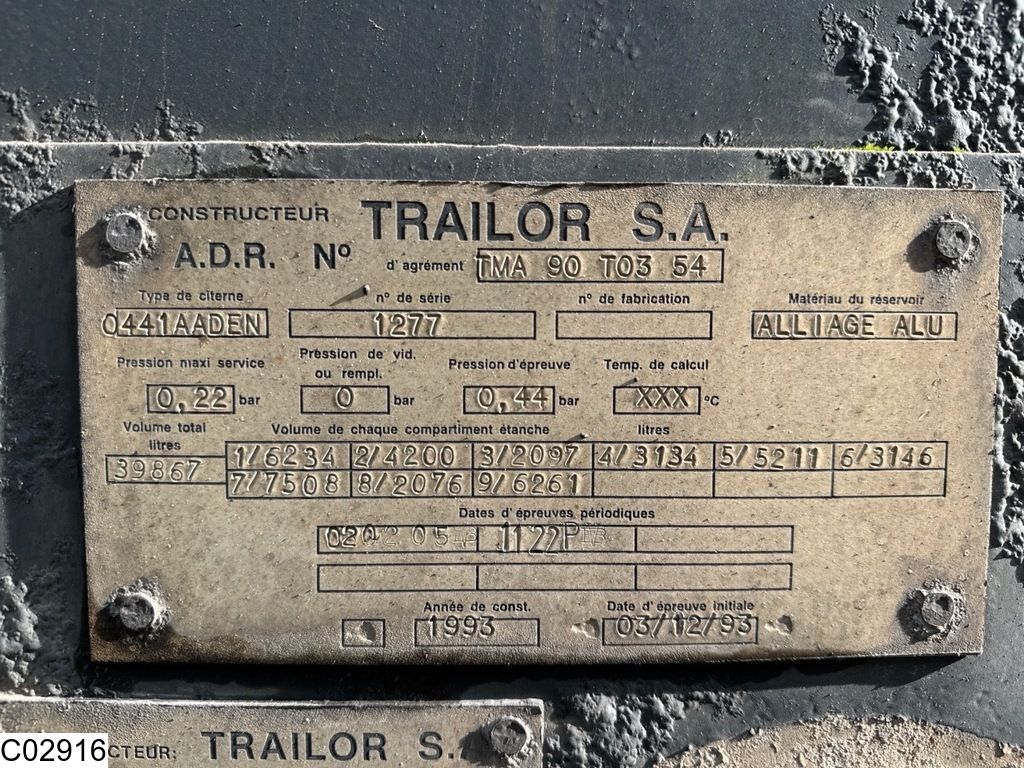 CONSTRUCTEUR TRAILOR S.A.
A.D.R. Nº d'agrément TMA 90 T03 54
Type de citerne n° de série n° de fabrication Matériau du réservoir
0441AADEN 1277 ALLIAGE ALU
Pression maxi service Pression de vid. ou rempl. Pression d'épreuve Temp. de calcul
0,22 bar 0 bar 0,44 bar XXX °C
Volume total litres Volume de chaque compartiment étanche litres
39867 1/6234 2/4200 3/2097 4/3134 5/5211 6/3146
7/7508 8/2076 9/6261
Dates d'épreuves périodiques
1122P
Année de const. Date d'épreuve initiale
1993 03/12/93
CTEUR: TRAILOR S.
C02916